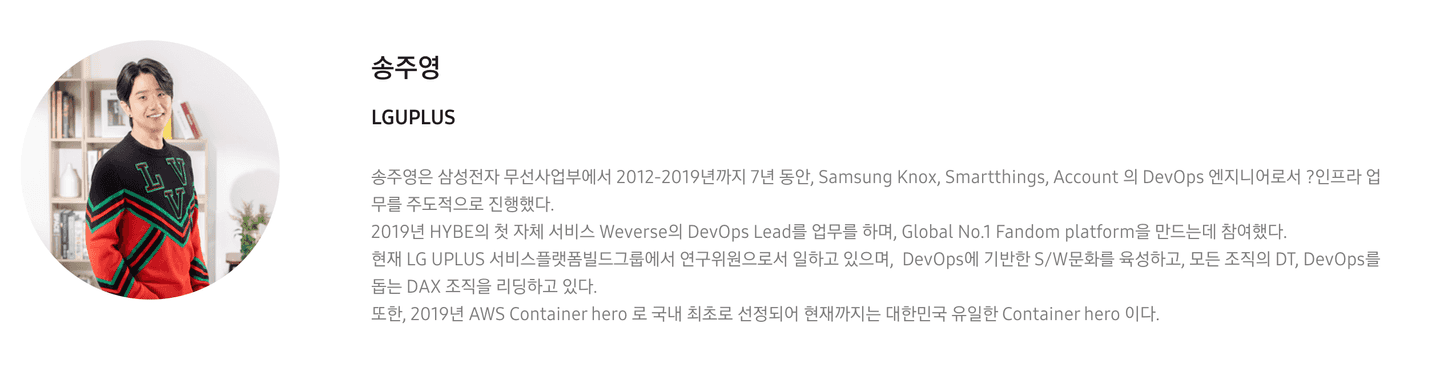 송주영
LGUPLUS
송주영은 삼성전자 무선사업부에서 2012-2019년까지 7년 동안, Samsung Knox, Smartthings, Account 의 DevOps 엔지니어로서 ?인프라 업
무를 주도적으로 진행했다.
2019년 HYBE의 첫 자체 서비스 Weverse의 DevOps Lead를 업무를 하며, Global No.1 Fandom platform을 만드는데 참여했다.
현재 LG UPLUS 서비스플랫폼빌드그룹에서 연구위원으로서 일하고 있으며,  DevOps에 기반한 S/W문화를 육성하고, 모든 조직의 DT, DevOps를
돕는 DAX 조직을 리딩하고 있다.
또한, 2019년 AWS Container hero 로 국내 최초로 선정되어 현재까지는 대한민국 유일한 Container hero 이다.
L V
V